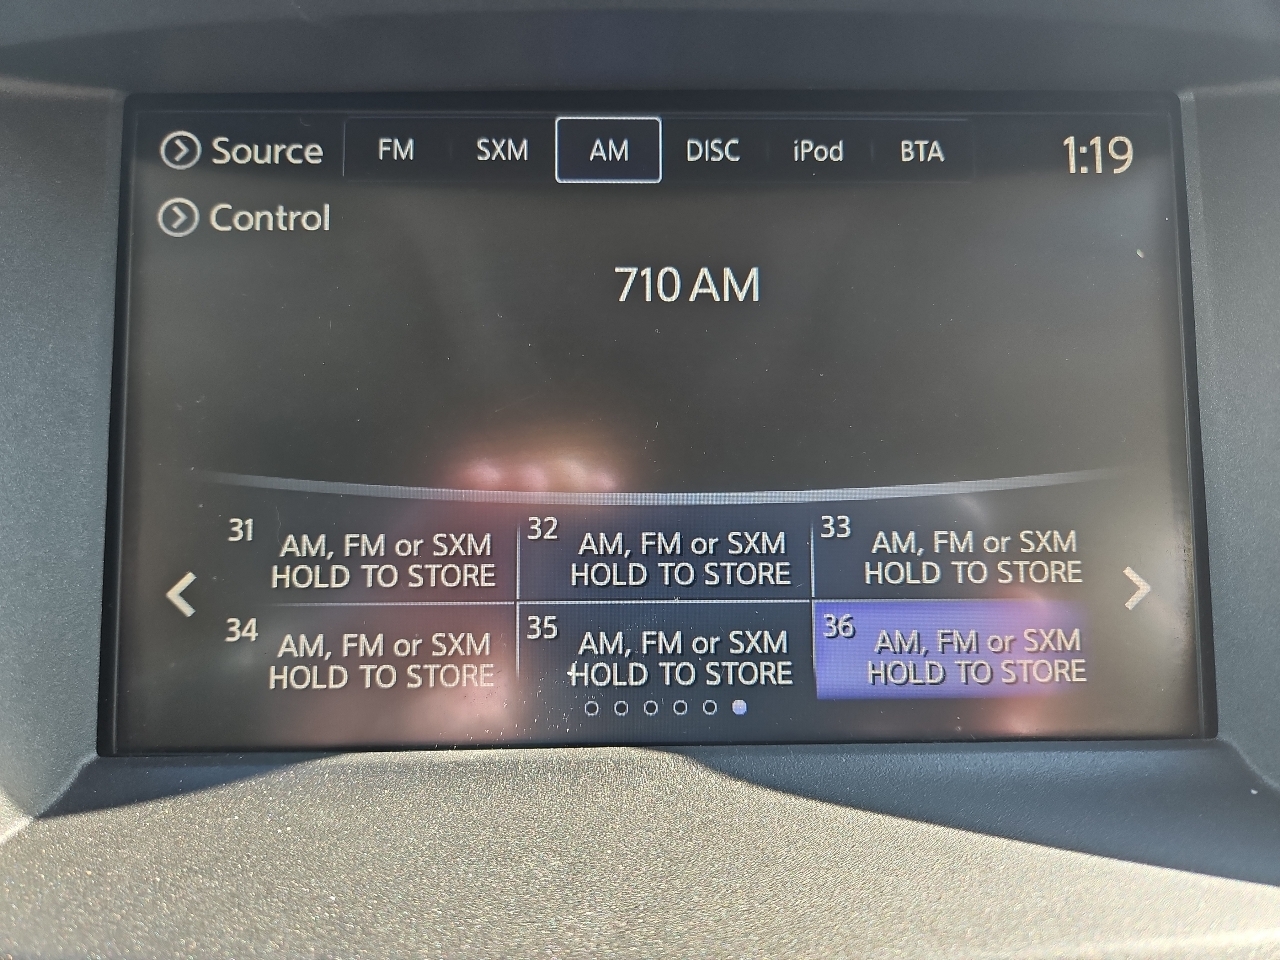 Source FM SXM AM DISC iPod BTA 1:19
Control
710 AM
31 AM, FM or SXM
HOLD TO STORE
32 AM, FM or SXM
HOLD TO STORE
33 AM, FM or SXM
HOLD TO STORE
34 AM, FM or SXM
HOLD TO STORE
35 AM, FM or SXM
HOLD TO STORE
36 AM, FM or SXM
HOLD TO STORE